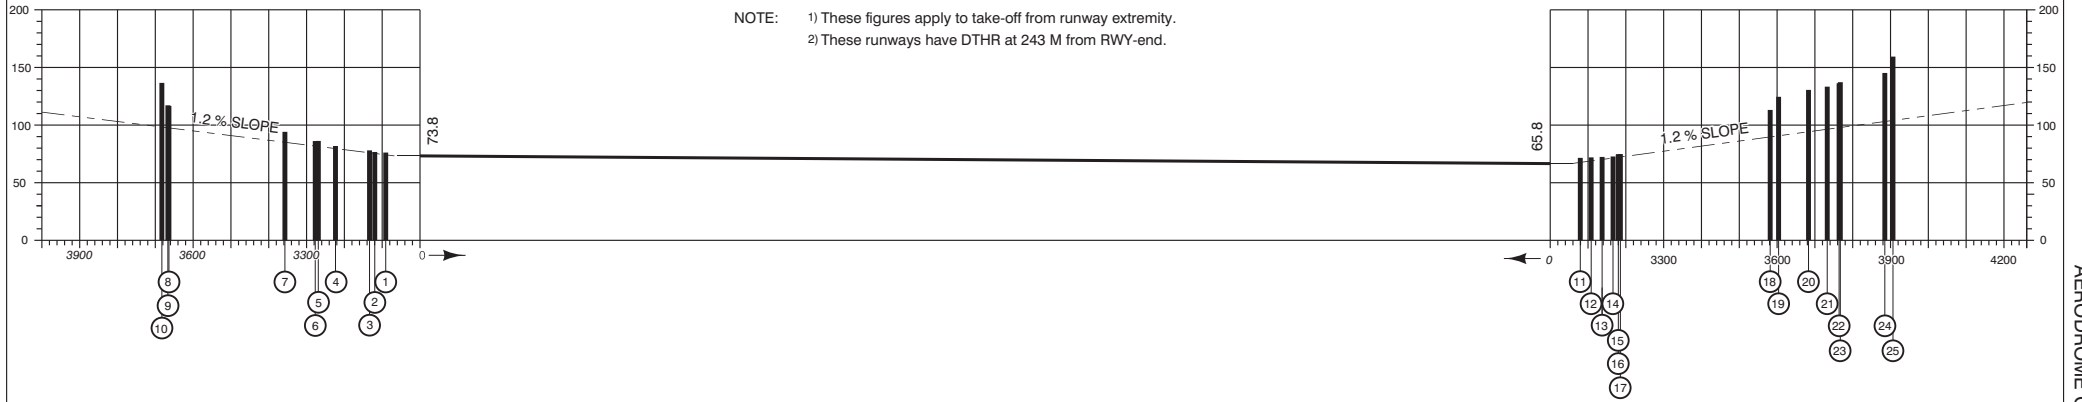 NOTE: 1) These figures apply to take-off from runway extremity.
2) These runways have DTHR at 243 M from RWY-end.
200
150
100
50
0
1.2 % SLOPE
73.8
3900 3600 3300 0
8 7 4 1
9 5 2
10 6 3
65.8
1.2 % SLOPE
200
150
100
50
0
0 3300 3600 3900 4200
11 18 20
12 14 19 21
13 22 24
15 23 25
16
17